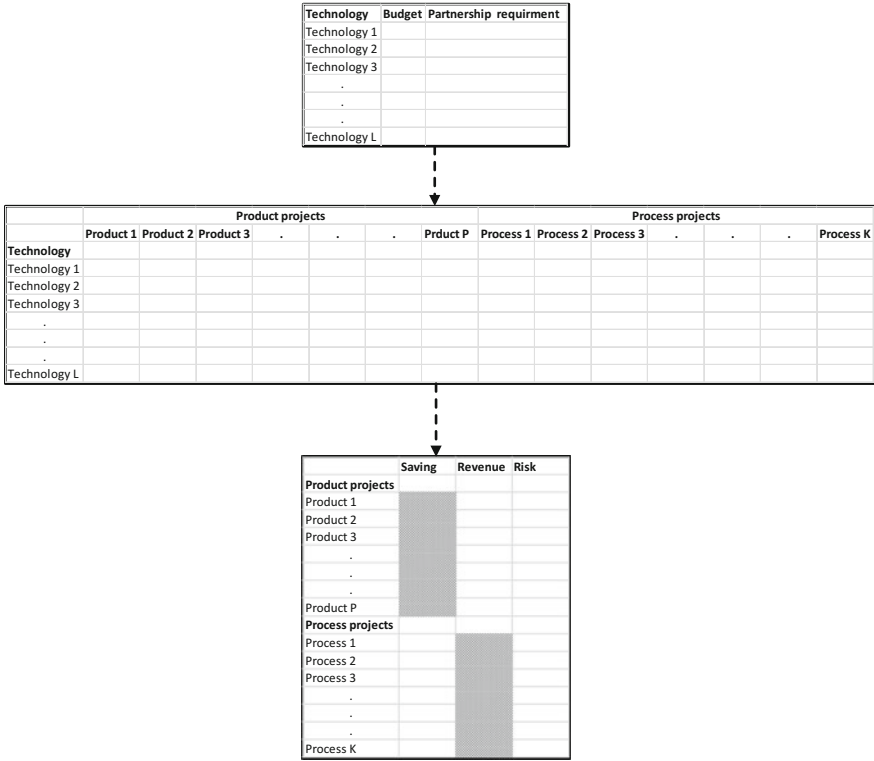 Technology Budget Partnership requirment
Technology 1
Technology 2
Technology 3
.
.
.
Technology L
Product projects Process projects
Product 1 Product 2 Product 3 . . . Prduct P Process 1 Process 2 Process 3 . . . Process K
Technology
Technology 1
Technology 2
Technology 3
.
.
.
Technology L
Saving Revenue Risk
Product projects
Product 1
Product 2
Product 3
.
.
.
Product P
Process projects
Process 1
Process 2
Process 3
.
.
.
Process K